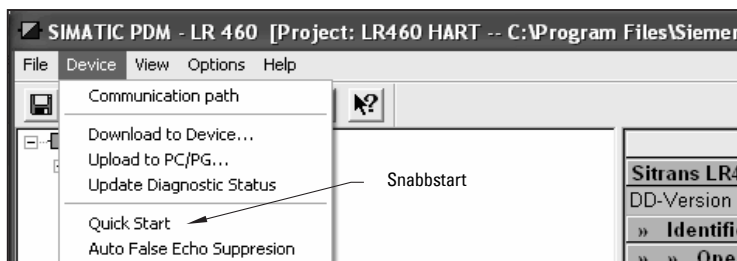 SIMATIC PDM - LR 460 [Project: LR460 HART -- C:\Program Files\Siemen
File Device View Options Help
Communication path
Download to Device...
Upload to PC/PG...
Update Diagnostic Status
Snabbstart
Sitrans LR4
DD-Version
Quick Start
» Identifi
Auto False Echo Suppresion
» » Ope